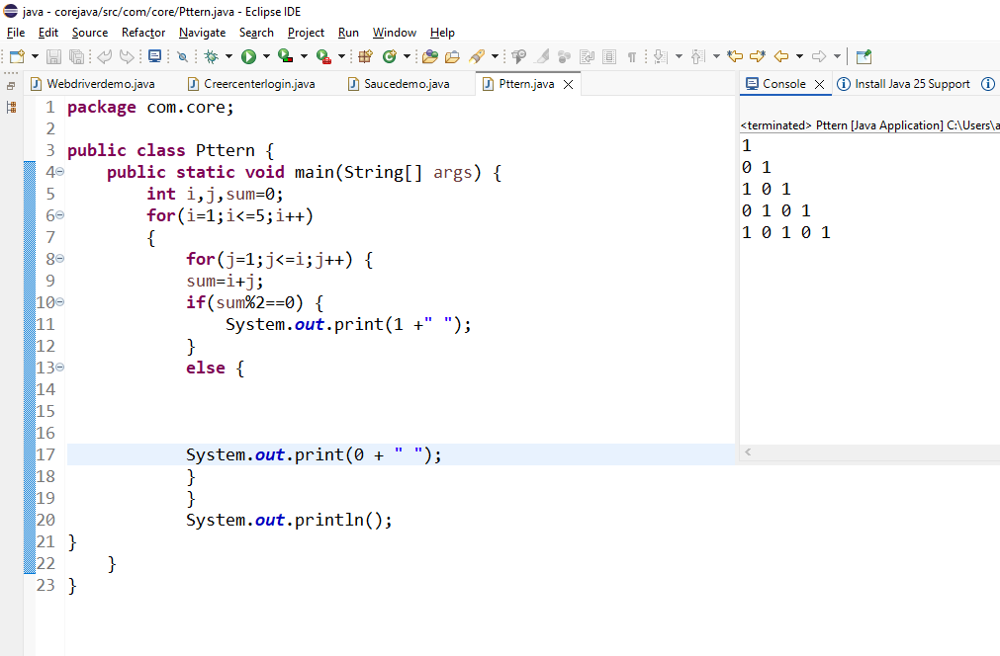 java - corejava/src/com/core/Pttern.java - Eclipse IDE
File Edit Source Refactor Navigate Search Project Run Window Help
Webdriverdemo.java Creercenterlogin.java Saucedemo.java Pttern.java
1 package com.core;
2
3 public class Pttern {
4 public static void main(String[] args) {
5 int i,j,sum=0;
6 for(i=1;i<=5;i++)
7 {
8 for(j=1;j<=i;j++) {
9 sum=i+j;
10 if(sum%2==0) {
11 System.out.print(1 +" ");
12 }
13 else {
14
15
16
17 System.out.print(0 + " ");
18 }
19 }
20 System.out.println();
21 }
22 }
23 }
Console Install Java 25 Support
<terminated> Pttern [Java Application] C:\Users\a
1
0 1
1 0 1
0 1 0 1
1 0 1 0 1